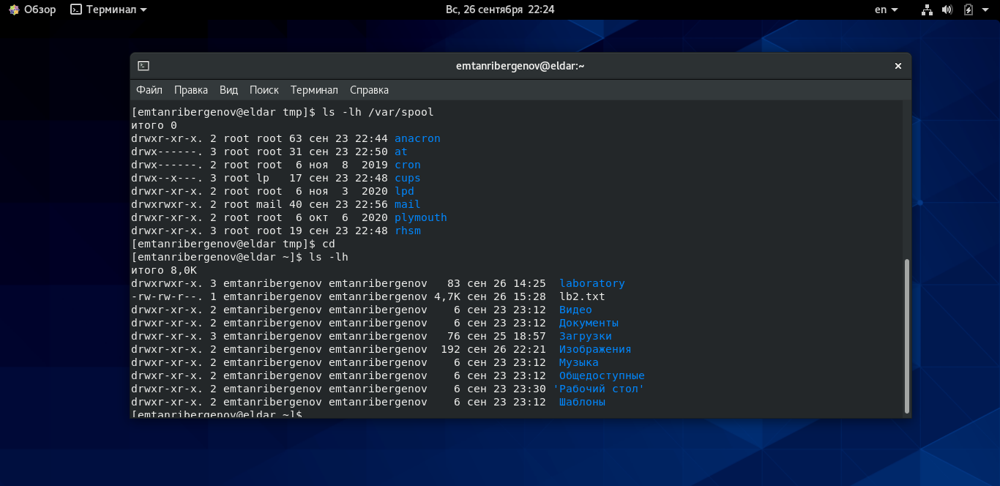 Обзор Терминал Вс, 26 сентября 22:24 en
emtanribergenov@eldar:~
Файл Правка Вид Поиск Терминал Справка
[emtanribergenov@eldar tmp]$ ls -lh /var/spool
итого 0
drwxr-xr-x. 2 root root 63 сен 23 22:44 anacron
drwx------. 3 root root 31 сен 23 22:50 at
drwx------. 2 root root  6 ноя  8  2019 cron
drwx--x---. 3 root lp   17 сен 23 22:48 cups
drwxr-xr-x. 2 root root  6 ноя  3  2020 lpd
drwxrwxr-x. 2 root mail 40 сен 23 22:56 mail
drwxr-xr-x. 2 root root  6 окт  6  2020 plymouth
drwxr-xr-x. 3 root root 19 сен 23 22:48 rhsm
[emtanribergenov@eldar tmp]$ cd
[emtanribergenov@eldar ~]$ ls -lh
итого 8,0K
drwxrwxr-x. 3 emtanribergenov emtanribergenov   83 сен 26 14:25  laboratory
-rw-rw-r--. 1 emtanribergenov emtanribergenov 4,7K сен 26 15:28  lb2.txt
drwxr-xr-x. 2 emtanribergenov emtanribergenov    6 сен 23 23:12  Видео
drwxr-xr-x. 2 emtanribergenov emtanribergenov    6 сен 23 23:12  Документы
drwxr-xr-x. 3 emtanribergenov emtanribergenov   76 сен 25 18:57  Загрузки
drwxr-xr-x. 2 emtanribergenov emtanribergenov  192 сен 26 22:21  Изображения
drwxr-xr-x. 2 emtanribergenov emtanribergenov    6 сен 23 23:12  Музыка
drwxr-xr-x. 2 emtanribergenov emtanribergenov    6 сен 23 23:12  Общедоступные
drwxr-xr-x. 2 emtanribergenov emtanribergenov    6 сен 23 23:30 'Рабочий стол'
drwxr-xr-x. 2 emtanribergenov emtanribergenov    6 сен 23 23:12  Шаблоны
[emtanribergenov@eldar ~]$